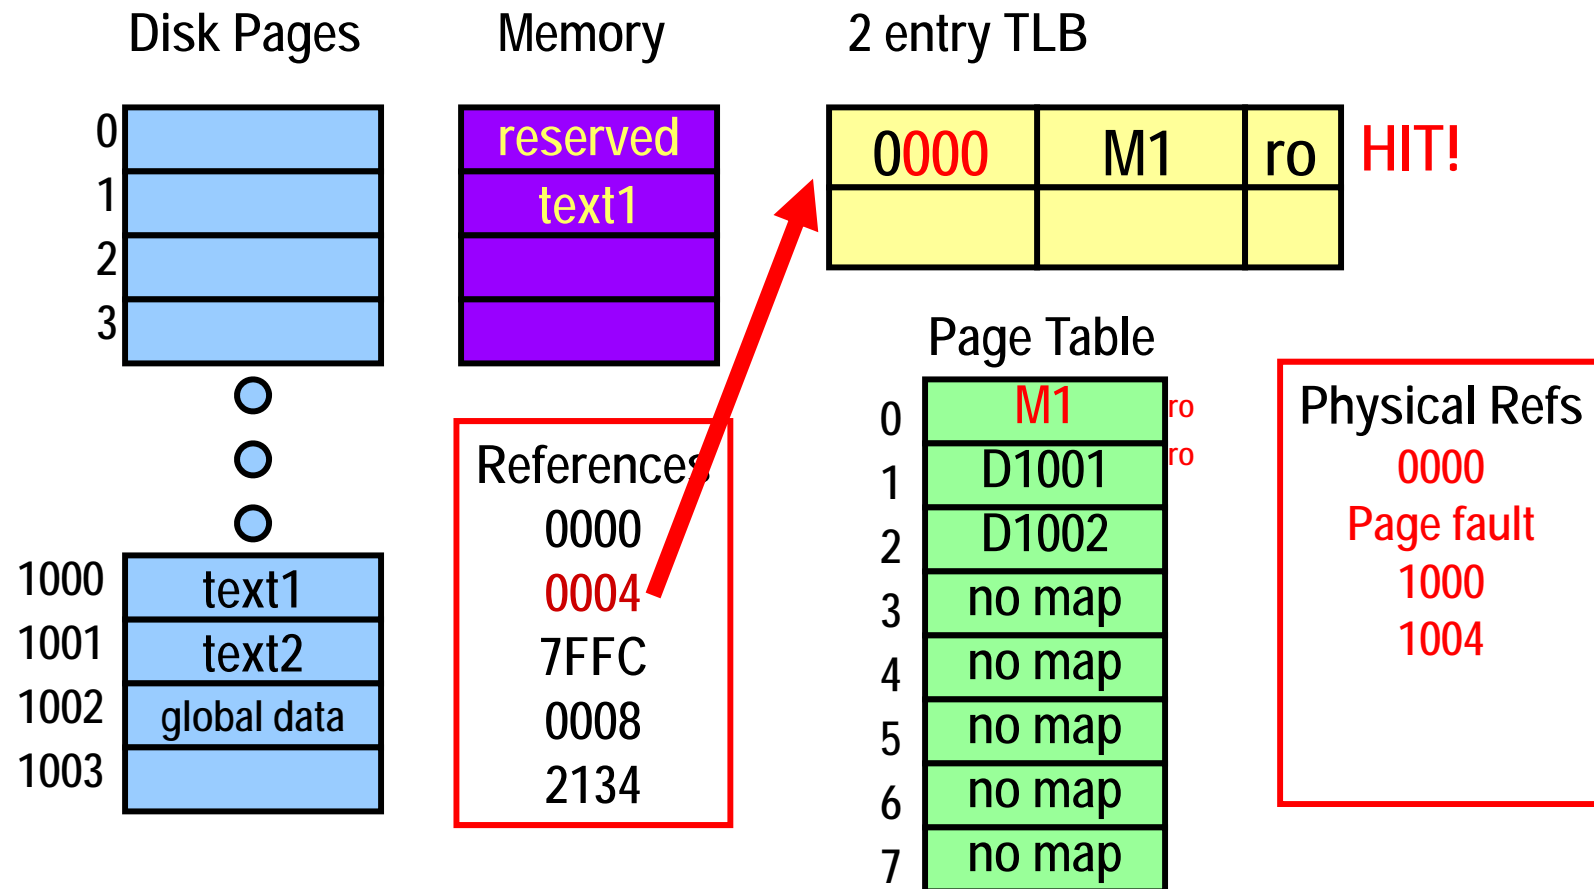 Disk Pages
Memory
2 entry TLB
0
1
2
3
reserved
text1
0000 M1 ro HIT!
1000 text1
1001 text2
1002 global data
1003
References
0000
0004
7FFC
0008
2134
Page Table
0 M1 ro
1 D1001 ro
2 D1002
3 no map
4 no map
5 no map
6 no map
7 no map
Physical Refs
0000
Page fault
1000
1004